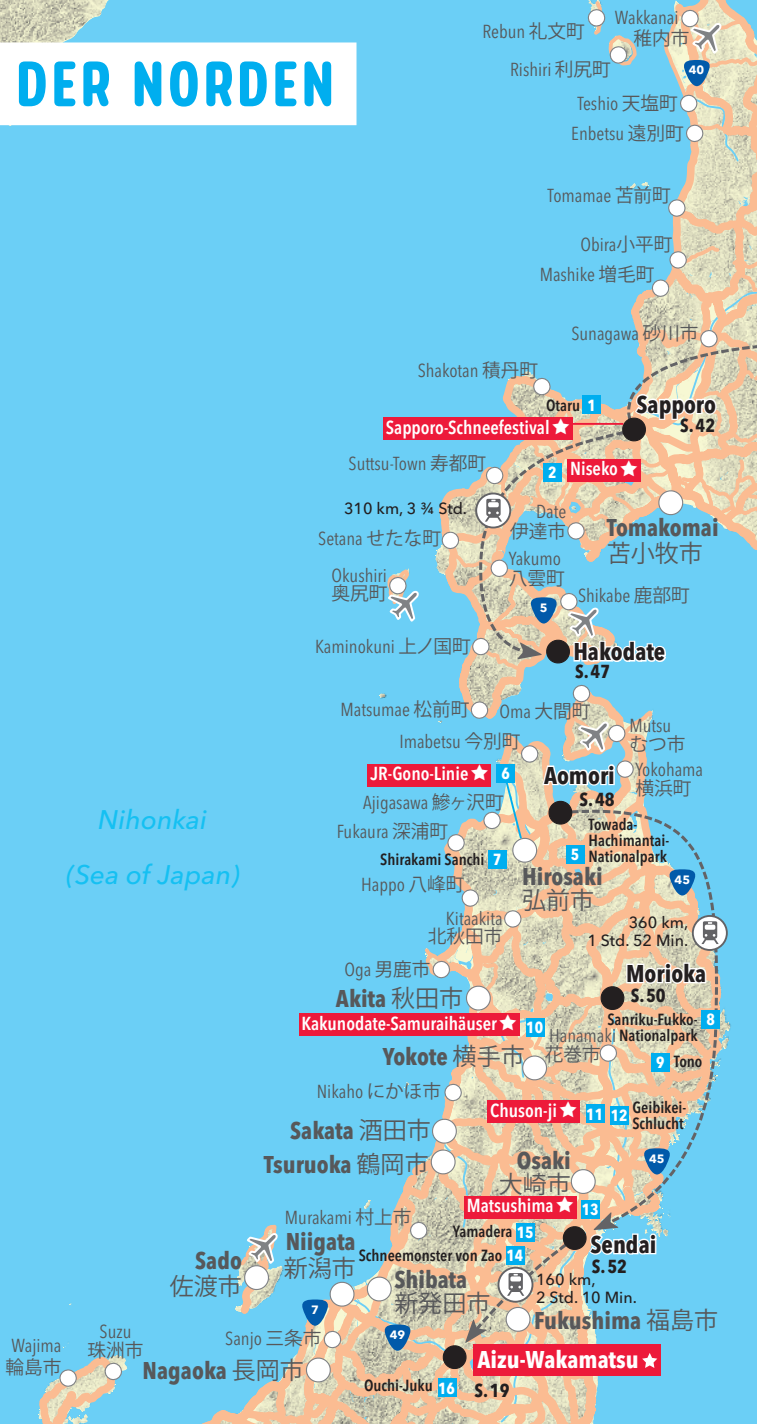 DER NORDEN
Rebun 礼文町
Wakkanai
稚内市
Rishiri 利尻町
40
Teshio 天塩町
Enbetsu 遠別町
Tomamae 苫前町
Obira小平町
Mashike 増毛町
Sunagawa 砂川市
Shakotan 積丹町
Otaru 1
Sapporo
S.42
Sapporo-Schneefestival
Suttsu-Town 寿都町
2 Niseko
310 km, 3 ¾ Std.
Date
伊達市
Tomakomai
苫小牧市
Setana せたな町
Yakumo
八雲町
Okushiri
奥尻町
Shikabe 鹿部町
5
Kaminokuni 上ノ国町
Hakodate
S.47
Matsumae 松前町
Oma 大間町
Mutsu
むつ市
Imabetsu 今別町
JR-Gono-Linie 6
Aomori
S.48
Yokohama
横浜町
Ajigasawa 鰺ヶ沢町
Fukaura 深浦町
Towada-
Hachimantai-
5 Nationalpark
Nihonkai
(Sea of Japan)
Shirakami Sanchi 7
Hirosaki
弘前市
Happo 八峰町
45
Kitaakita
北秋田市
360 km,
1 Std. 52 Min.
Oga 男鹿市
Morioka
S.50
Akita 秋田市
Kakunodate-Samuraihäuser 10
Sanriku-Fukko- 8
Nationalpark
Hanamaki
花巻市
Yokote 横手市
9 Tono
Nikaho にかほ市
Chuson-ji 11
12 Geibikei-
Schlucht
Sakata 酒田市
Tsuruoka 鶴岡市
45
Osaki
大崎市
Matsushima 13
Murakami 村上市
Yamadera 15
Sendai
S.52
Niigata
新潟市
Schneemonster von Zao 14
Sado
佐渡市
Shibata
新発田市
160 km,
2 Std. 10 Min.
7
Fukushima 福島市
49
Sanjo 三条市
Suzu
珠洲市
Wajima
輪島市
Nagaoka 長岡市
Aizu-Wakamatsu
Ouchi-Juku 16
S.19